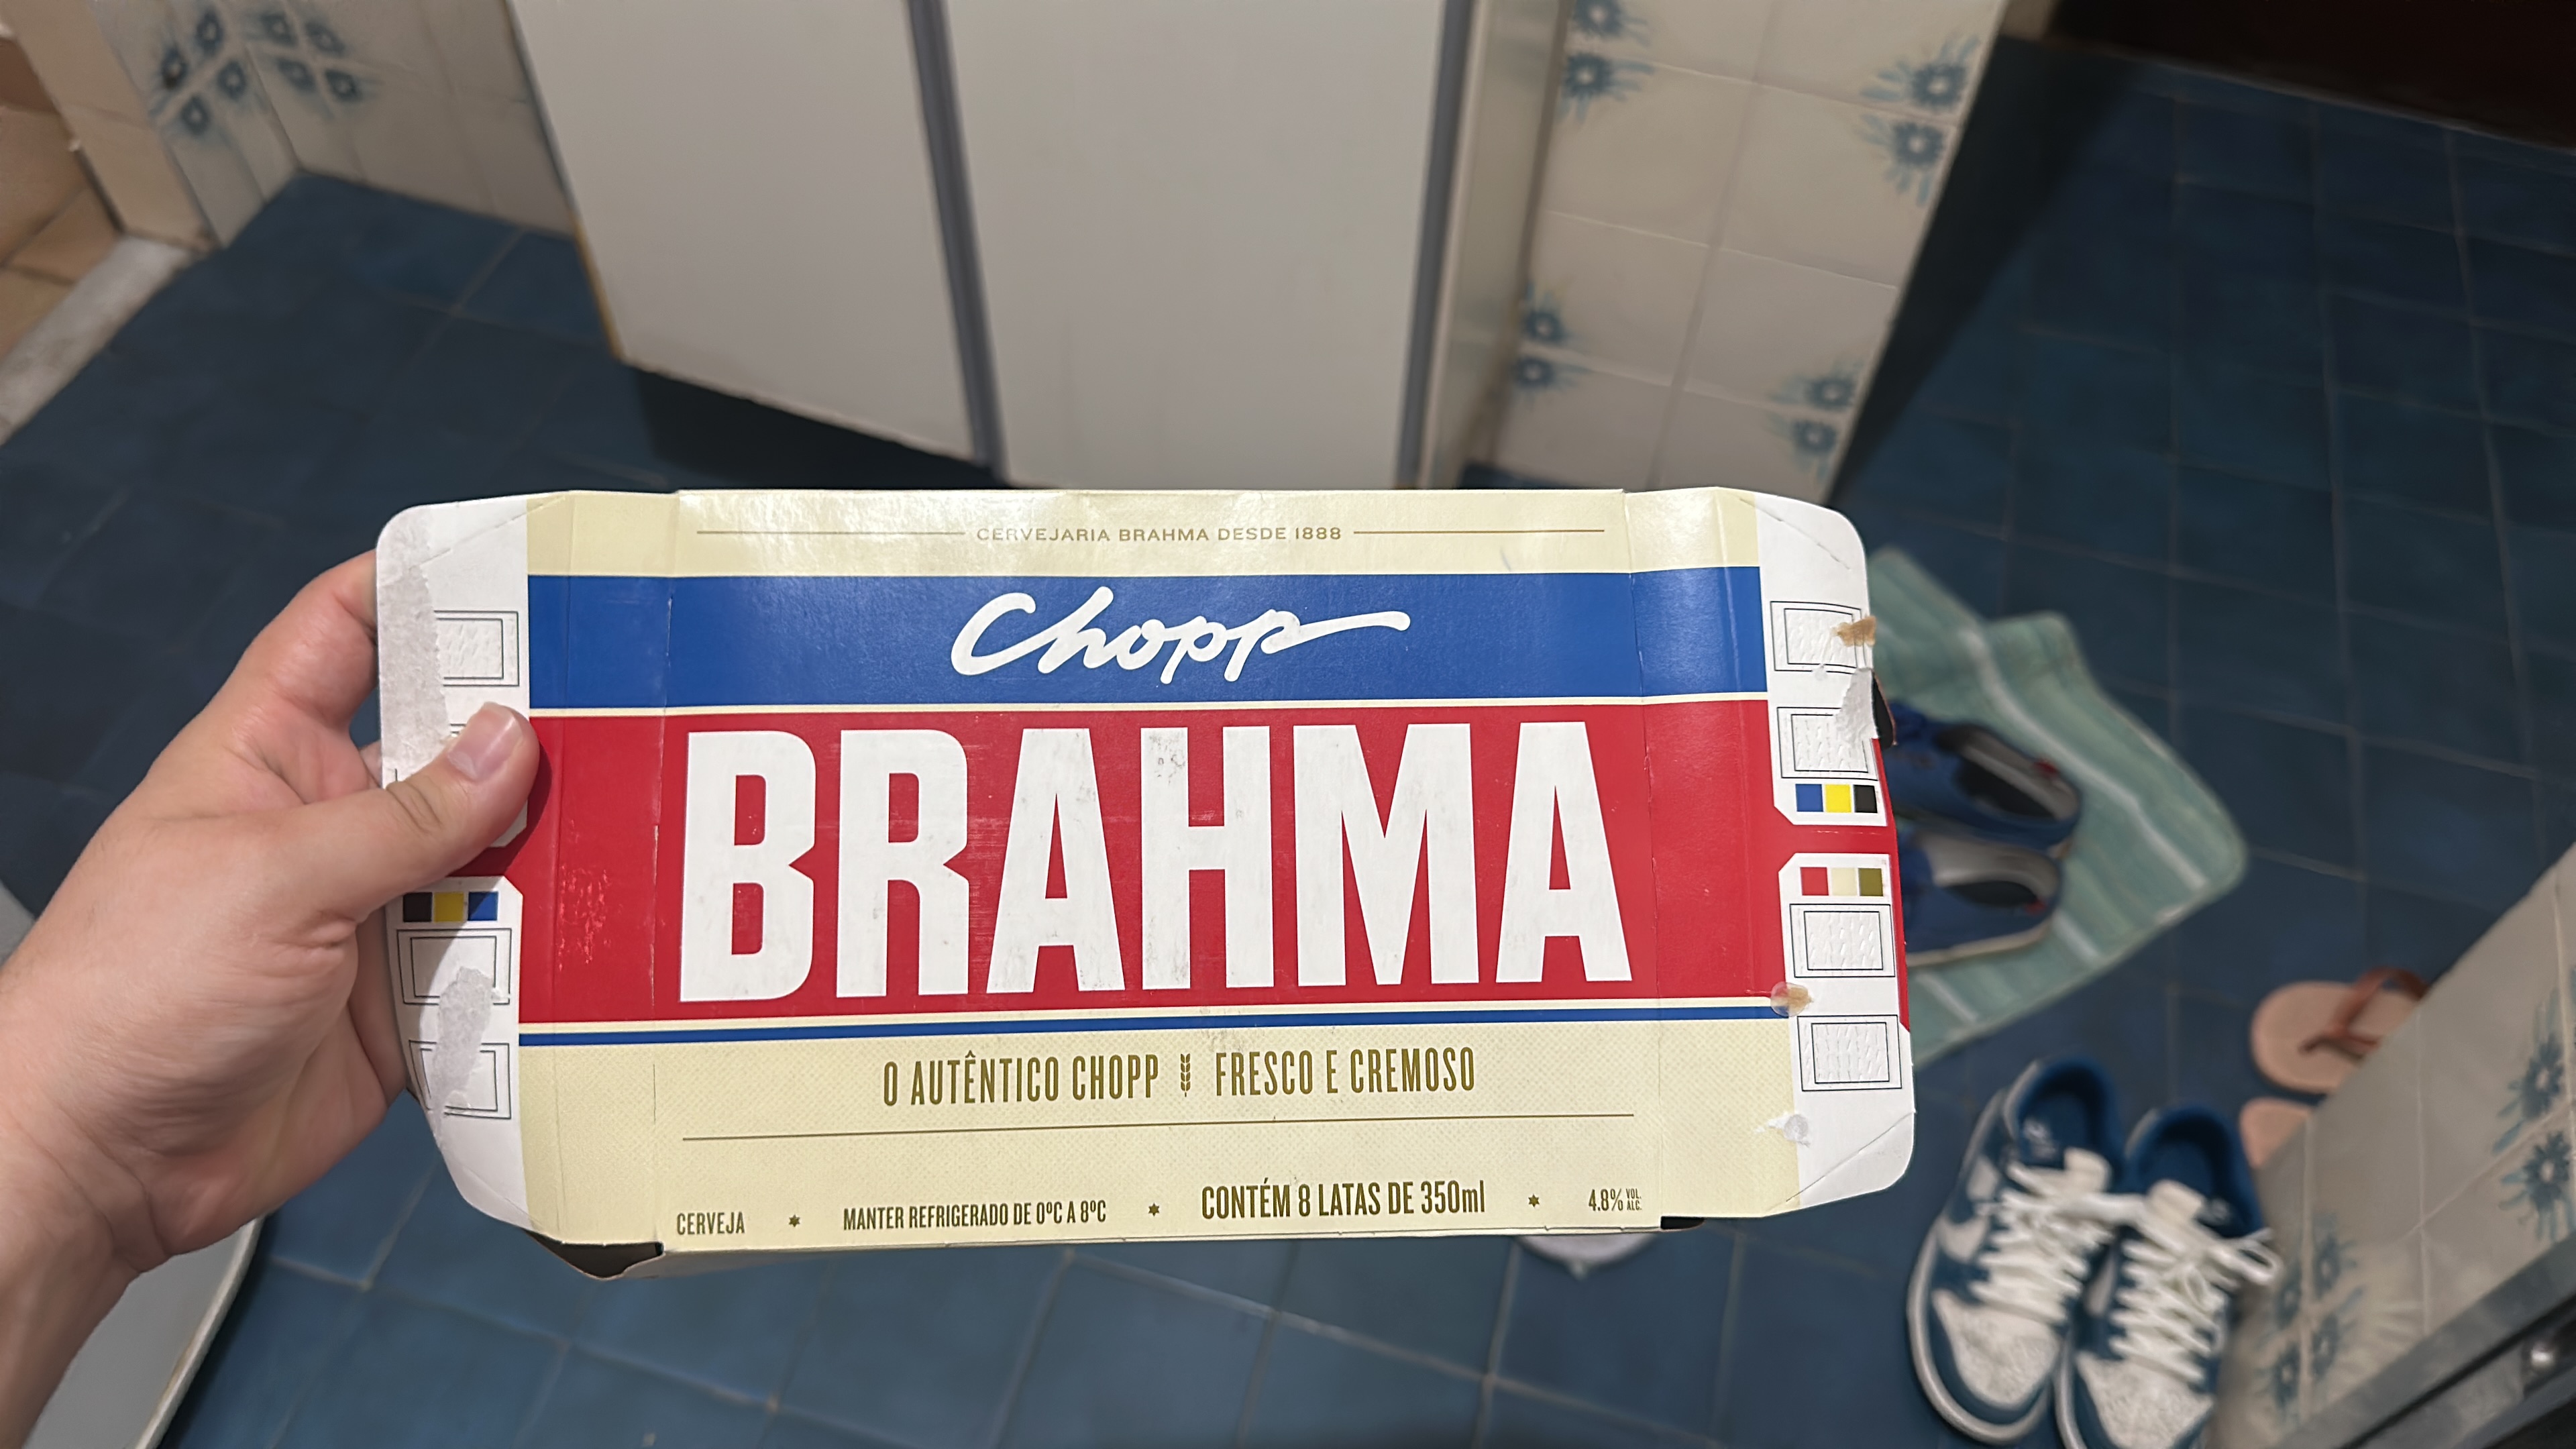 CERVEJARIA BRAHMA DESDE 1888
Chopp
BRAHMA
O AUTÊNTICO CHOPP FRESCO E CREMOSO
CERVEJA * MANTER REFRIGERADO DE 0ºC A 8ºC * CONTÉM 8 LATAS DE 350ml * 4.8% VOL. ALC.